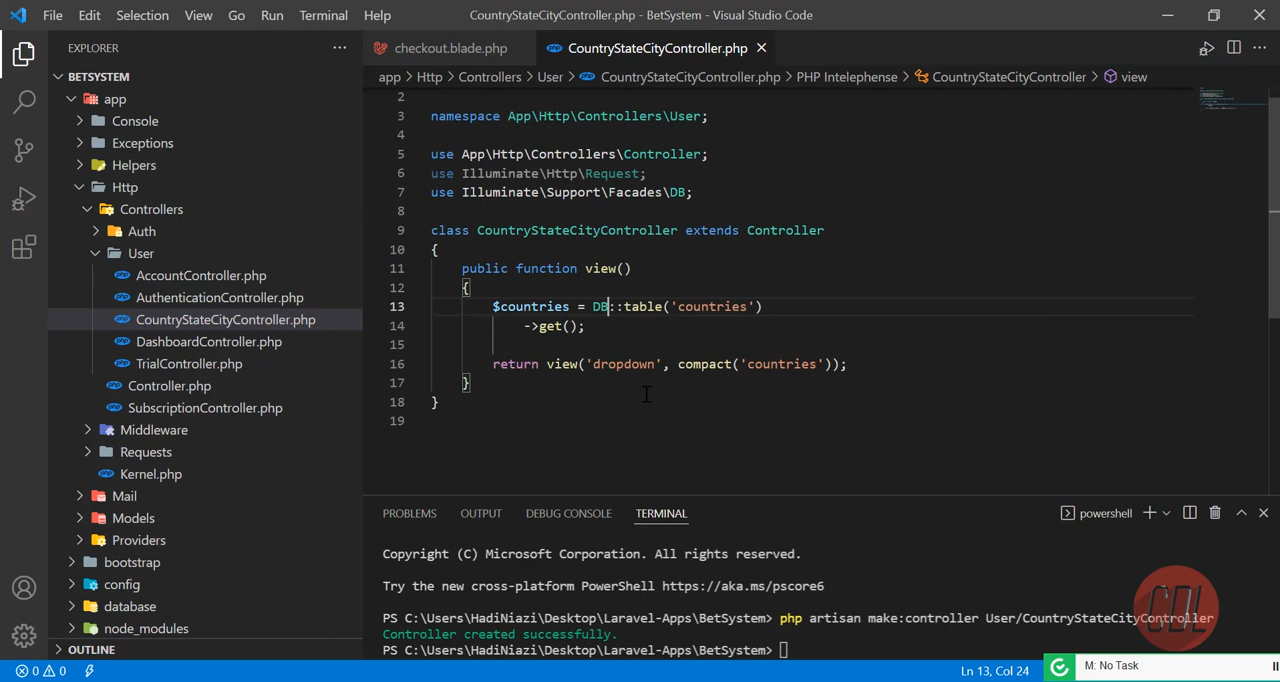 File Edit Selection View Go Run Terminal Help
CountryStateCityController.php - BetSystem - Visual Studio Code
EXPLORER
BETSYSTEM
app
Console
Exceptions
Helpers
Http
Controllers
Auth
User
AccountController.php
AuthenticationController.php
CountryStateCityController.php
DashboardController.php
TrialController.php
Controller.php
SubscriptionController.php
Middleware
Requests
Kernel.php
Mail
Models
Providers
bootstrap
config
database
node_modules
OUTLINE
checkout.blade.php
CountryStateCityController.php
app > Http > Controllers > User > CountryStateCityController.php > PHP Intelephense > CountryStateCityController > view
2
3 namespace App\Http\Controllers\User;
4
5 use App\Http\Controllers\Controller;
6 use Illuminate\Http\Request;
7 use Illuminate\Support\Facades\DB;
8
9 class CountryStateCityController extends Controller
10 {
11 public function view()
12 {
13 $countries = DB::table('countries')
14 ->get();
15
16 return view('dropdown', compact('countries'));
17 }
18 }
19
PROBLEMS OUTPUT DEBUG CONSOLE TERMINAL
powershell
Copyright (C) Microsoft Corporation. All rights reserved.
Try the new cross-platform PowerShell https://aka.ms/pscore6
PS C:\Users\HadiNiazi\Desktop\Laravel-Apps\BetSystem> php artisan make:controller User/CountryStateCityController
Controller created successfully.
PS C:\Users\HadiNiazi\Desktop\Laravel-Apps\BetSystem>
CDL
0 0
Ln 13, Col 24
M: No Task